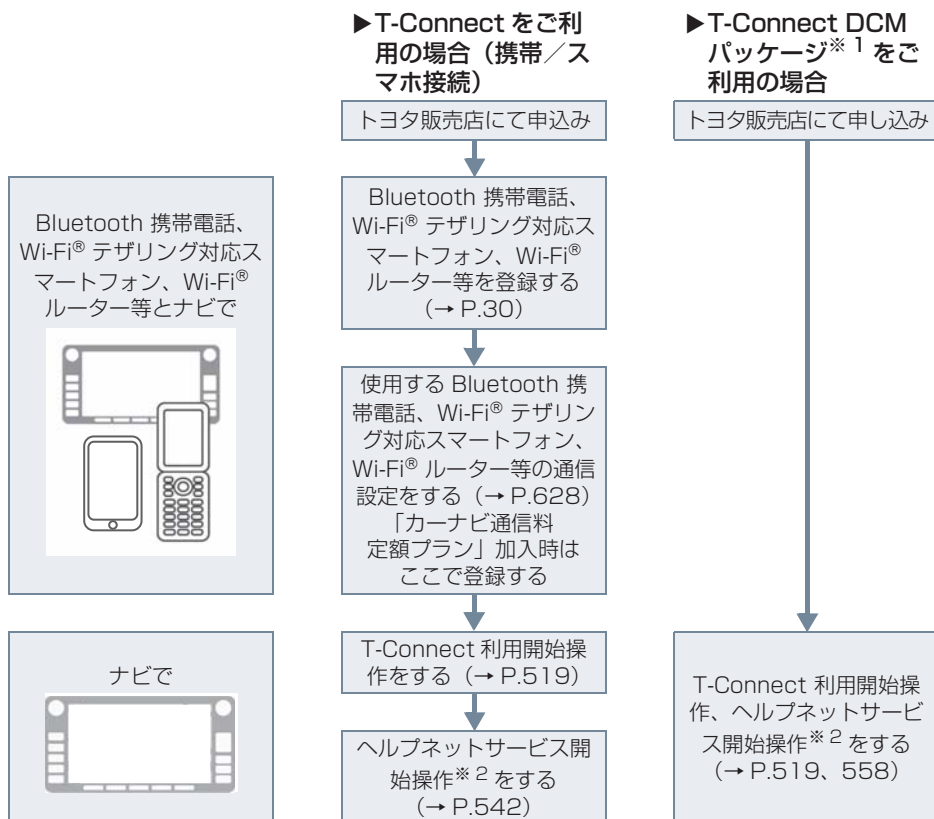 ▶T-Connect をご利
用の場合（携帯／ス
マホ接続）
▶T-Connect DCM
パッケージ※1 をご
利用の場合
トヨタ販売店にて申込み
トヨタ販売店にて申し込み
Bluetooth 携帯電話、
Wi-Fi® テザリング対応ス
マートフォン、Wi-Fi®
ルーター等とナビで
Bluetooth 携帯電話、
Wi-Fi® テザリング対応ス
マートフォン、Wi-Fi®
ルーター等を登録する
（→ P.30）
使用する Bluetooth 携
帯電話、Wi-Fi® テザリン
グ対応スマートフォン、
Wi-Fi® ルーター等の通信
設定をする（→ P.628）
「カーナビ通信料
定額プラン」加入時は
ここで登録する
ナビで
T-Connect 利用開始操
作をする（→ P.519）
ヘルプネットサービス開
始操作※2 をする
（→ P.542）
T-Connect 利用開始操
作、ヘルプネットサービ
ス開始操作※2 をする
（→ P.519、558）